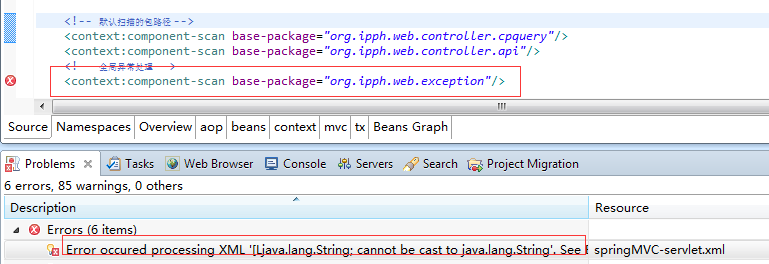 <!-- 默认扫描的包路径 -->
<context:component-scan base-package="org.ipph.web.controller.cpquery"/>
<context:component-scan base-package="org.ipph.web.controller.api"/>
<!-- 全局异常处理 -->
<context:component-scan base-package="org.ipph.web.exception"/>
Source Namespaces Overview aop beans context mvc tx Beans Graph
Problems Tasks Web Browser Console Servers Search Project Migration
6 errors, 85 warnings, 0 others
Description Resource
Errors (6 items)
Error occured processing XML '[Ljava.lang.String; cannot be cast to java.lang.String'. See springMVC-servlet.xml